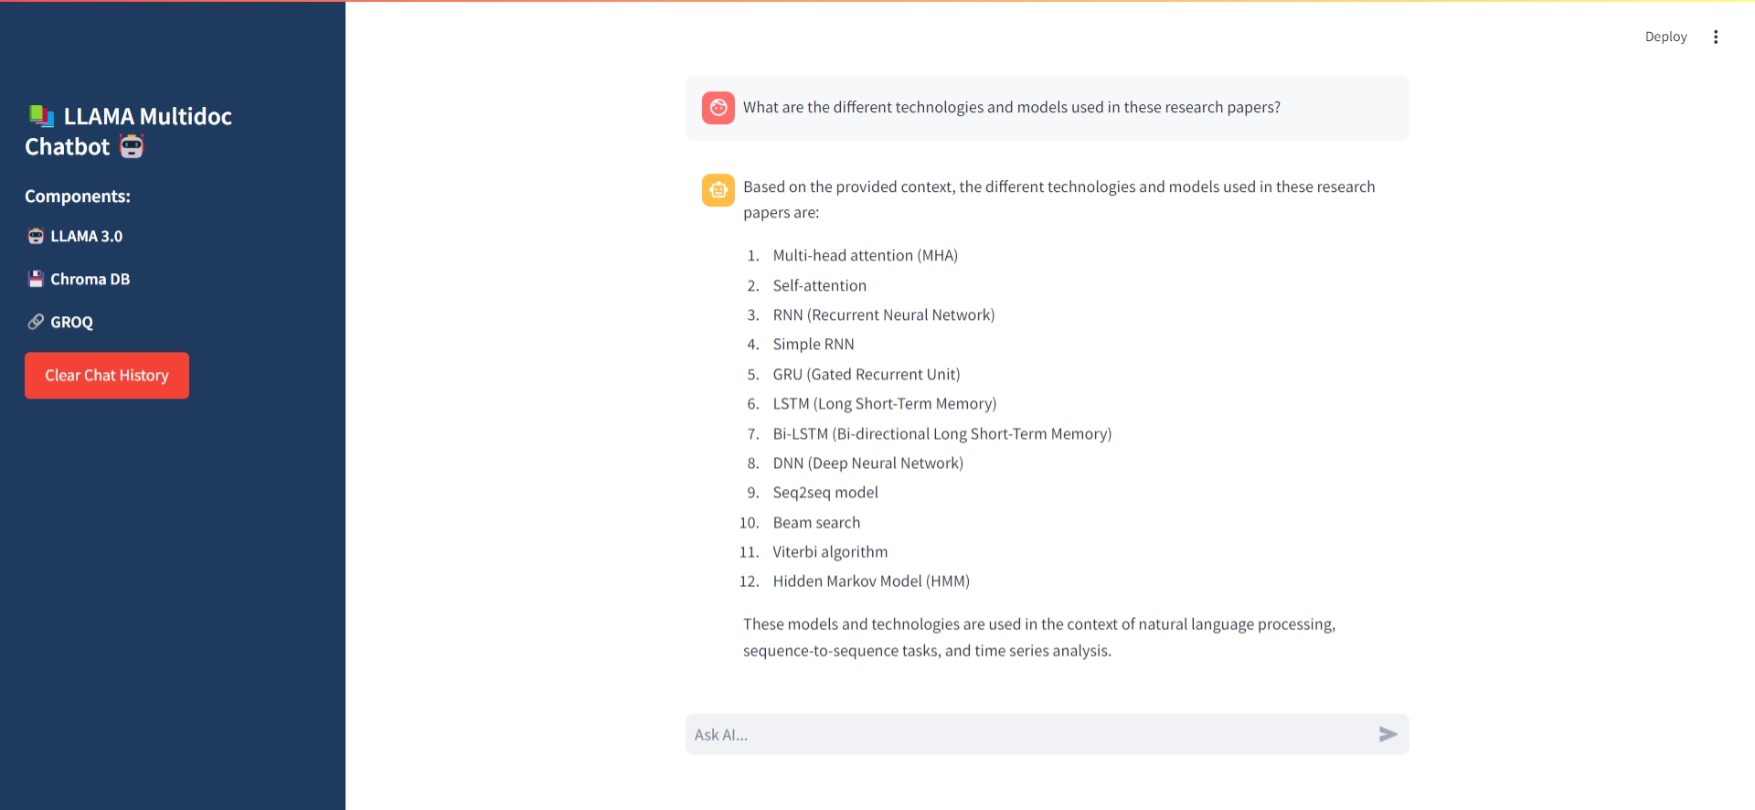 Deploy
LLAMA Multidoc
Chatbot
Components:
LLAMA 3.0
Chroma DB
GROQ
Clear Chat History
What are the different technologies and models used in these research papers?
Based on the provided context, the different technologies and models used in these research
papers are:
1. Multi-head attention (MHA)
2. Self-attention
3. RNN (Recurrent Neural Network)
4. Simple RNN
5. GRU (Gated Recurrent Unit)
6. LSTM (Long Short-Term Memory)
7. Bi-LSTM (Bi-directional Long Short-Term Memory)
8. DNN (Deep Neural Network)
9. Seq2seq model
10. Beam search
11. Viterbi algorithm
12. Hidden Markov Model (HMM)
These models and technologies are used in the context of natural language processing,
sequence-to-sequence tasks, and time series analysis.
Ask AI...